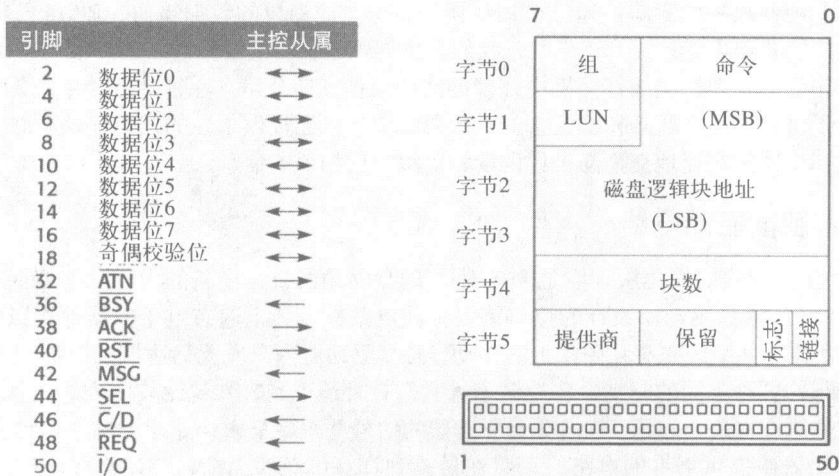 引脚 主控从属
2 数据位0
4 数据位1
6 数据位2
8 数据位3
10 数据位4
12 数据位5
14 数据位6
16 数据位7
18 奇偶校验位
32 ATN
36 BSY
38 ACK
40 RST
42 MSG
44 SEL
46 C/D
48 REQ
50 I/O
7 0
字节0 组 命令
字节1 LUN (MSB)
字节2 磁盘逻辑块地址
字节3 (LSB)
字节4 块数
字节5 提供商 保留 标志 链接
1 50